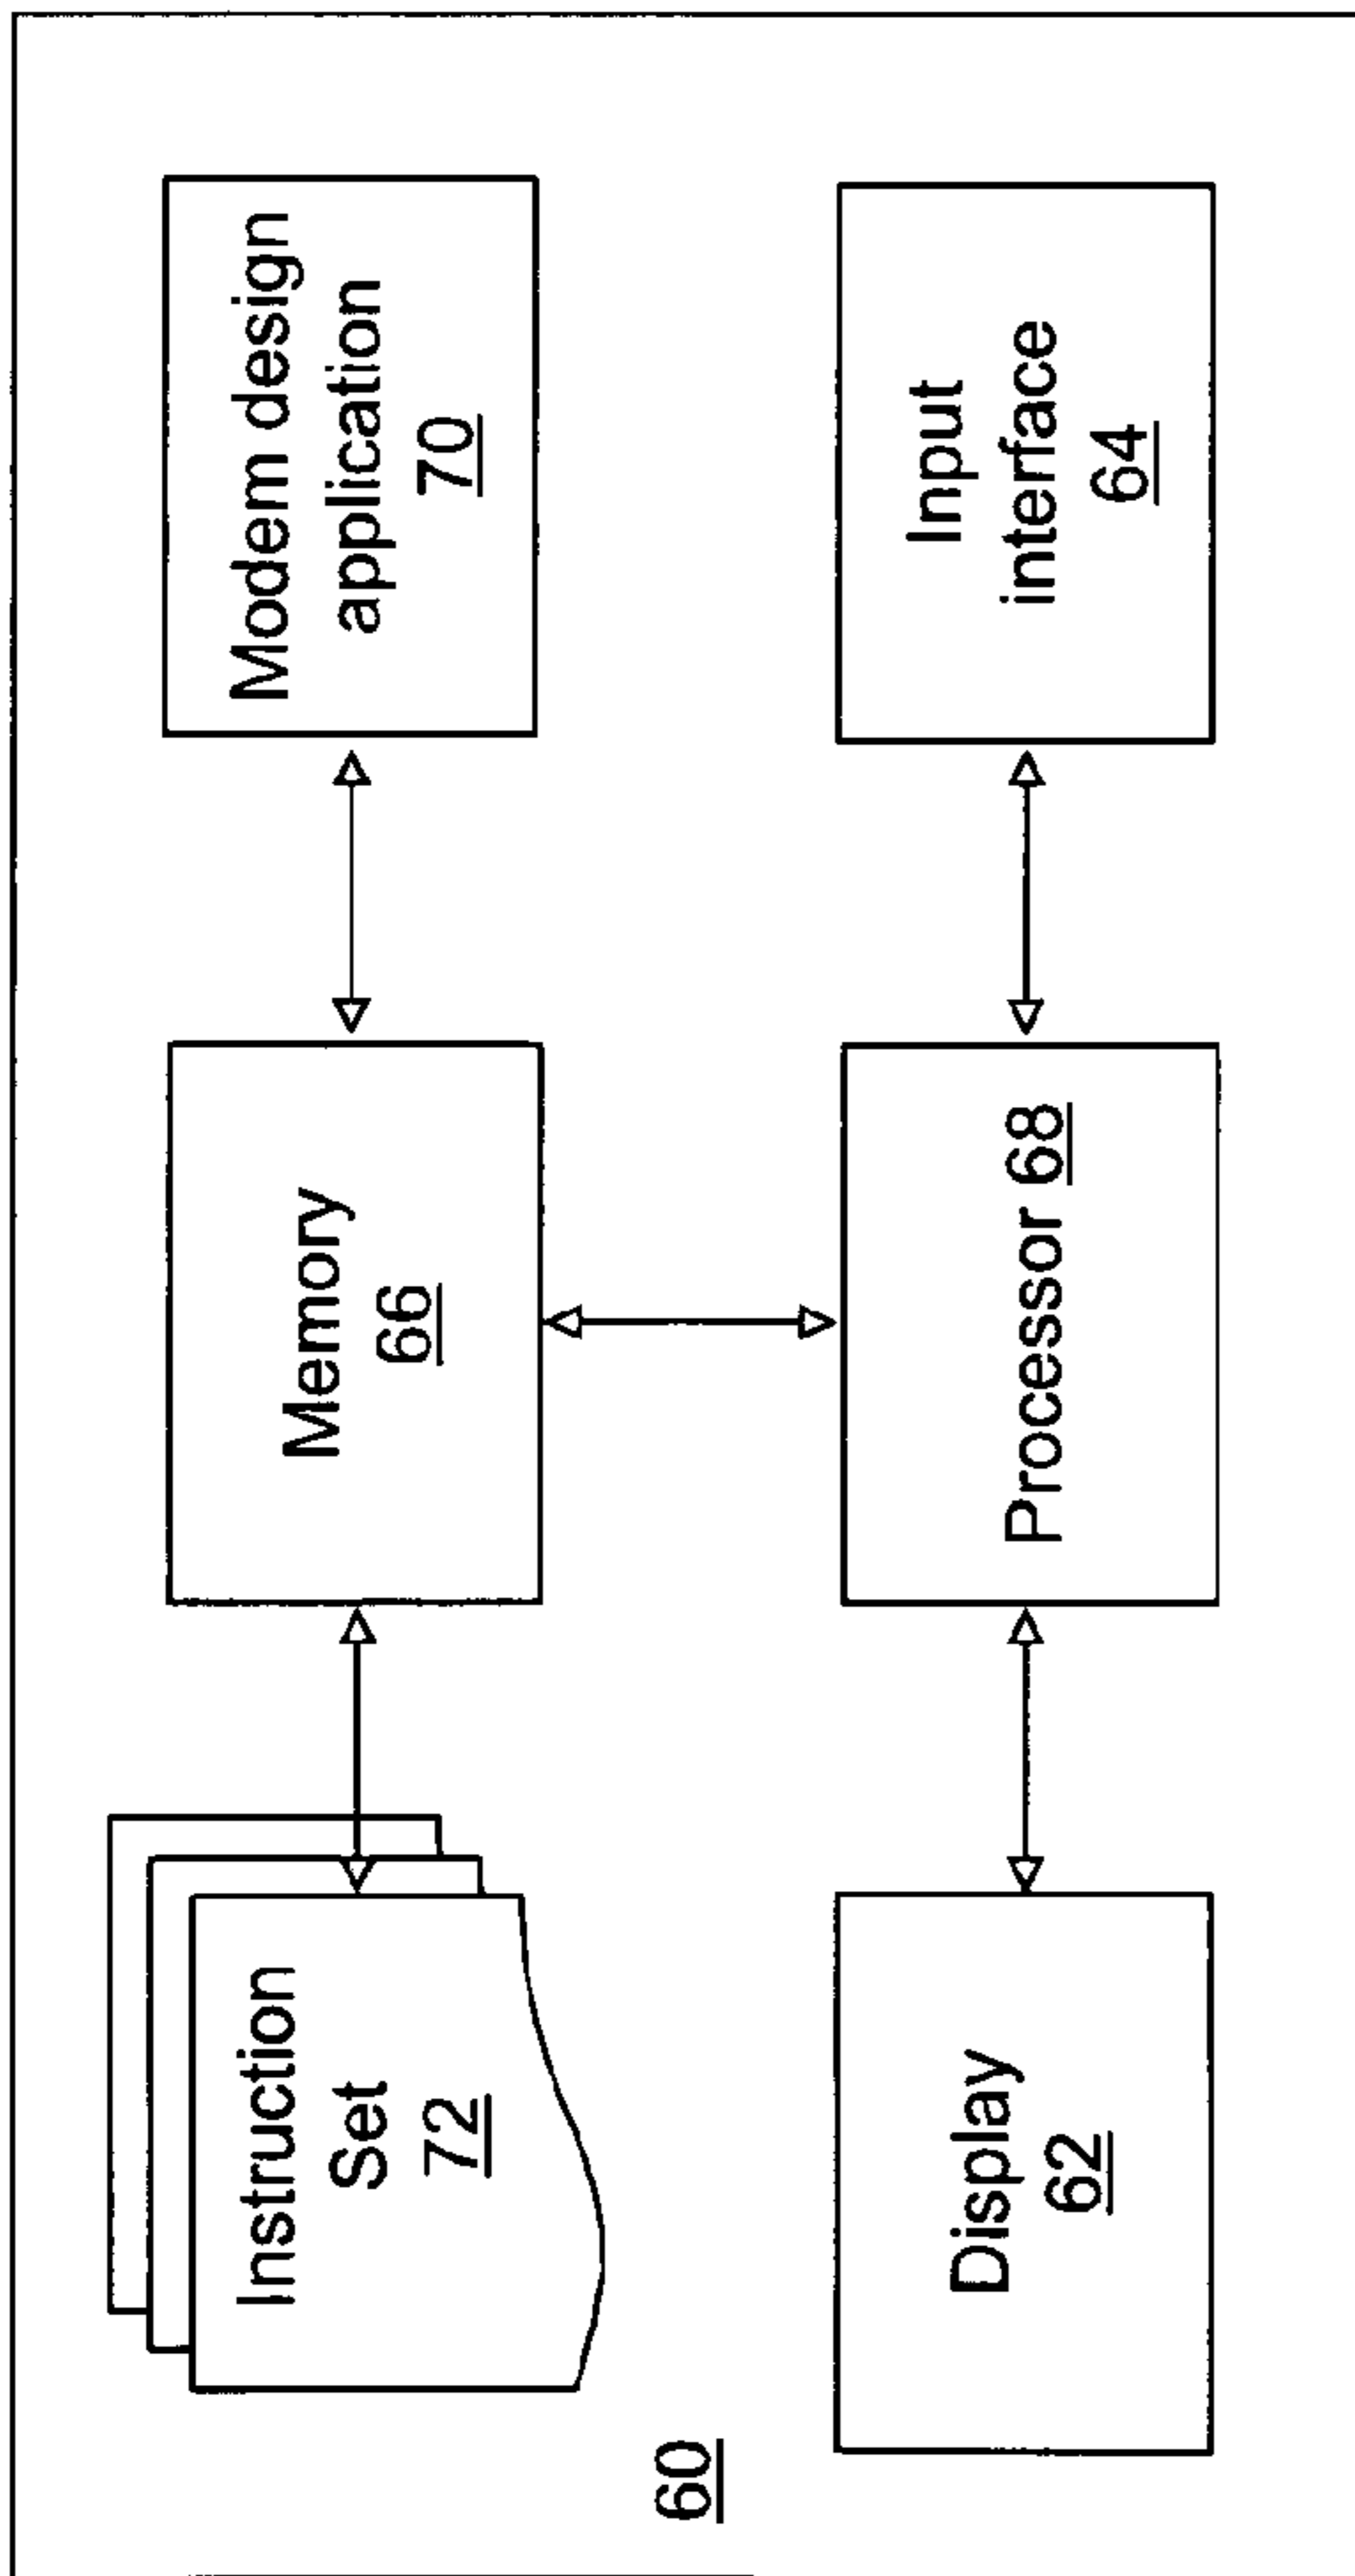 Instruction
Set
72
Memory
66
Modem design
application
70
60
Display
62
Processor 68
Input
interface
64